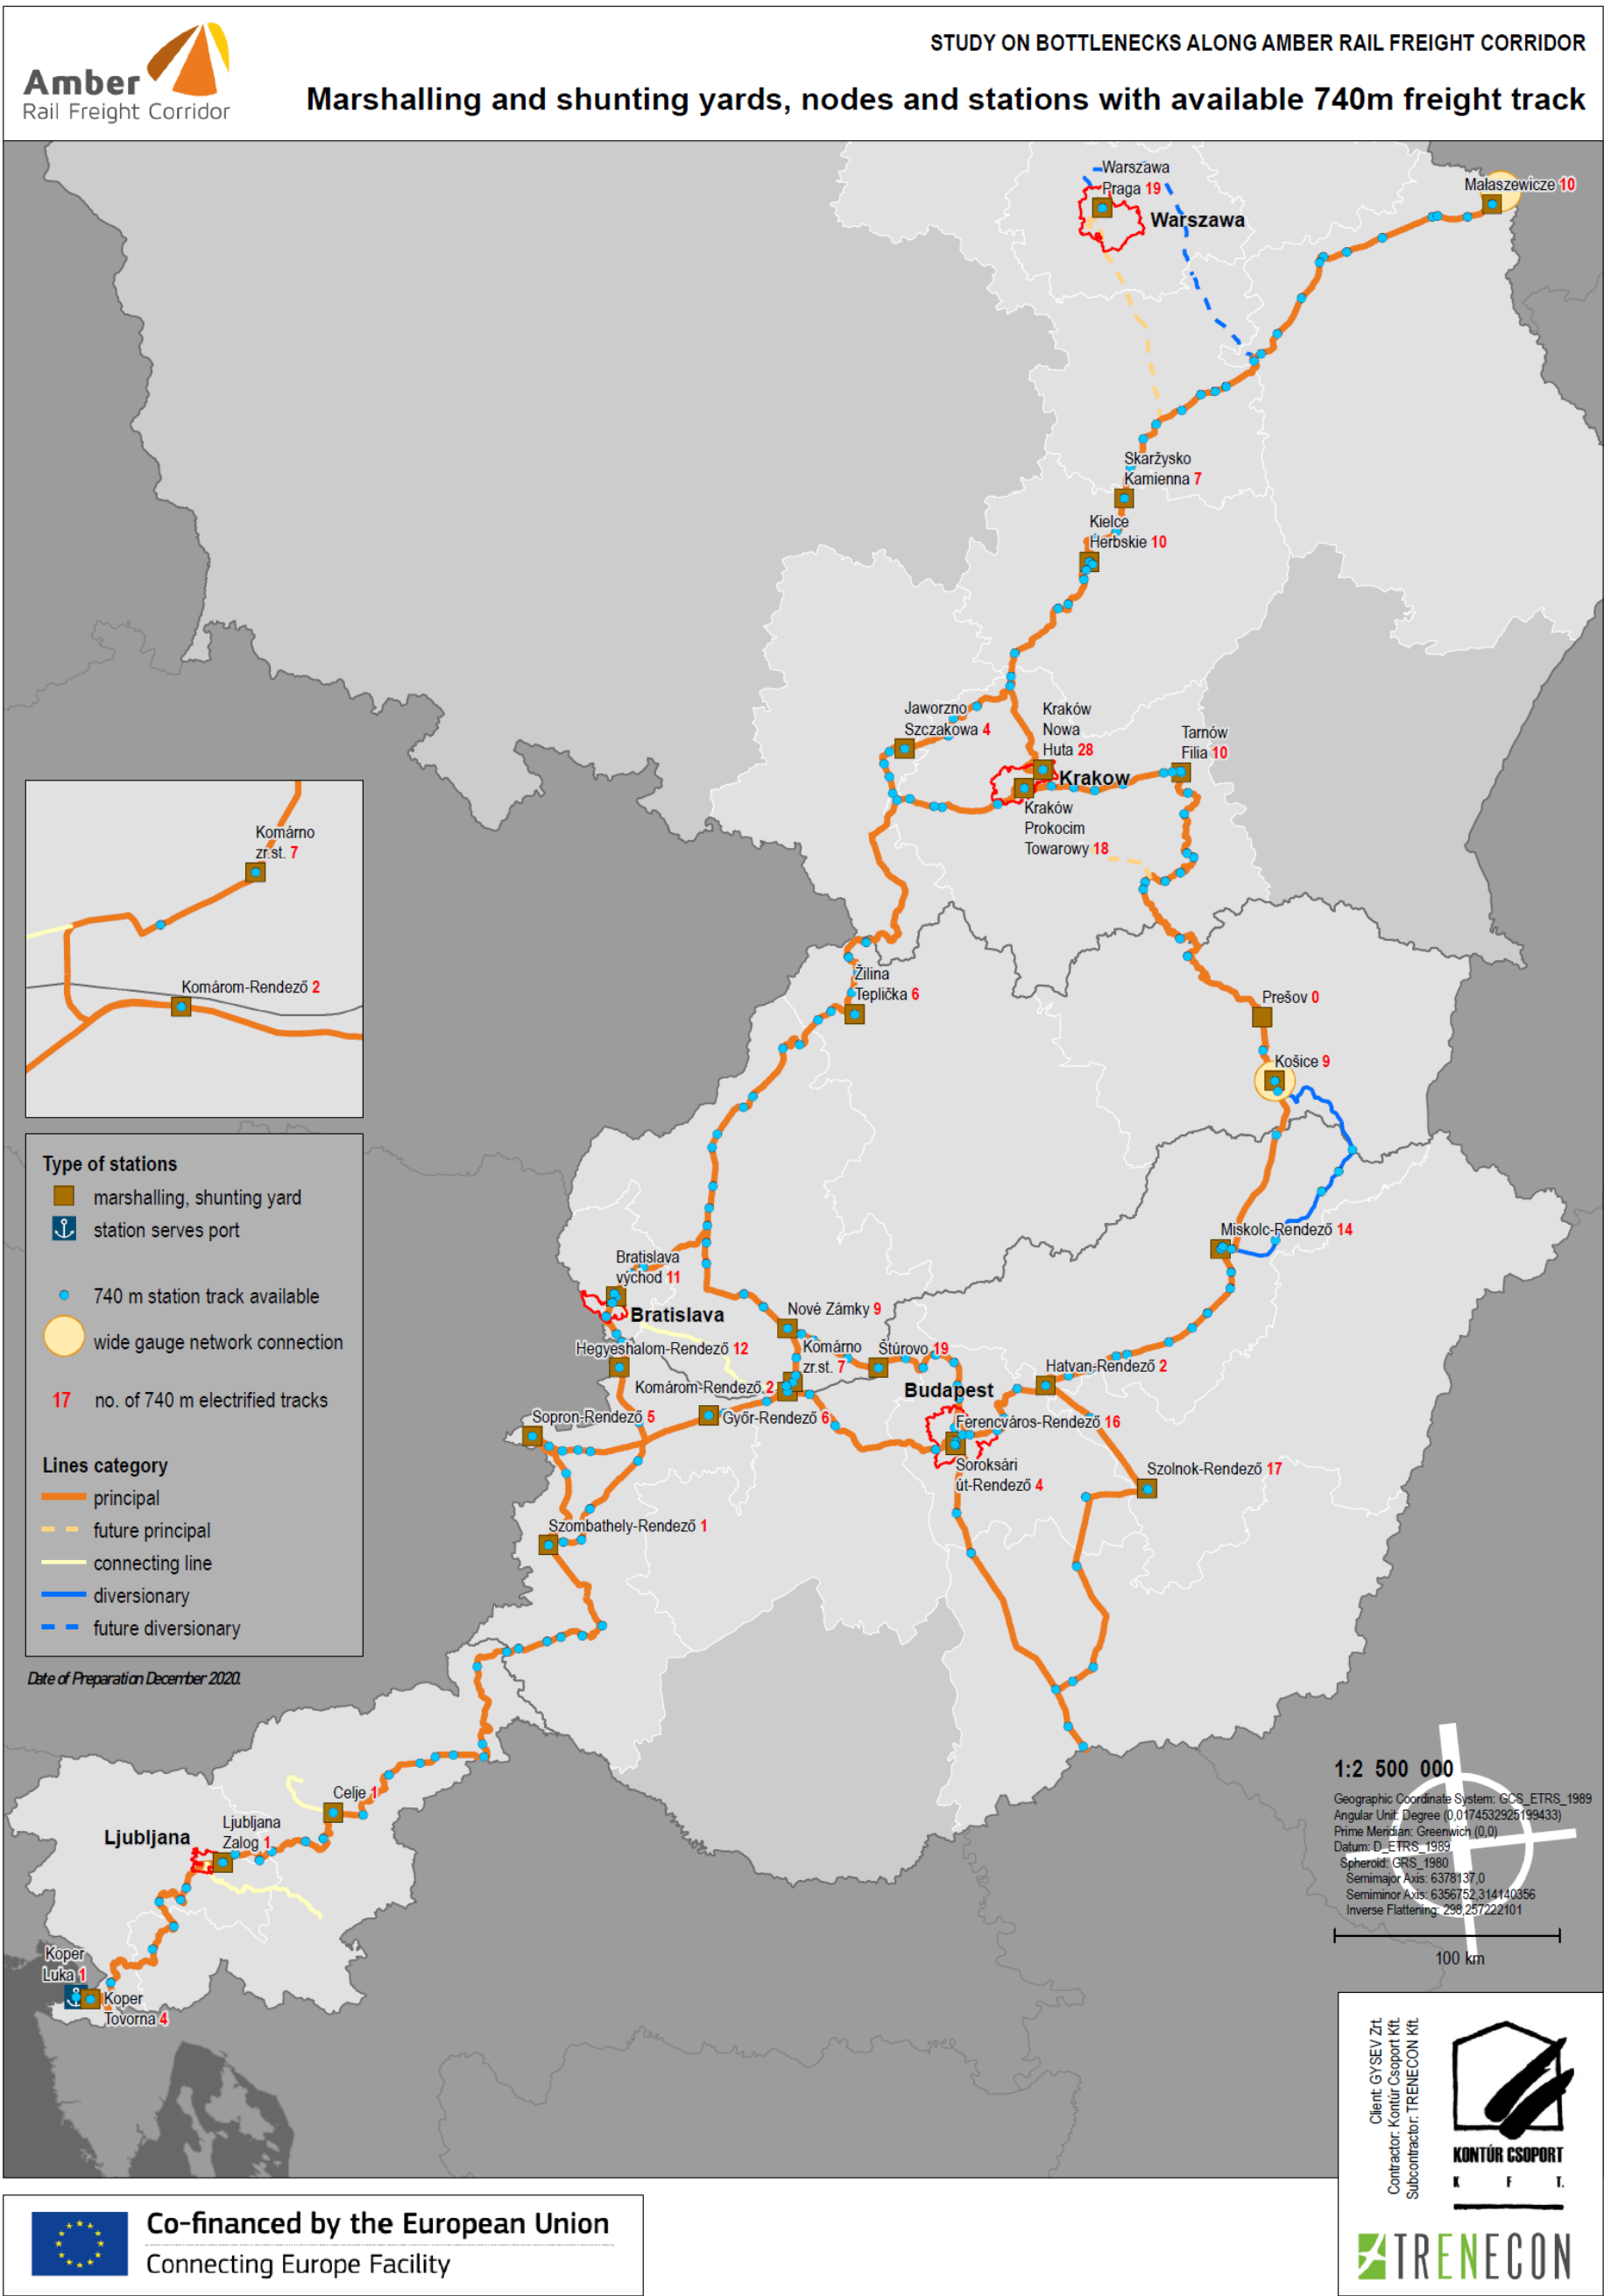 Amber
Rail Freight Corridor
STUDY ON BOTTLENECKS ALONG AMBER RAIL FREIGHT CORRIDOR
Marshalling and shunting yards, nodes and stations with available 740m freight track
Warszawa
Praga 19
Warszawa
Małaszewicze 10
Skaržysko
Kamienna 7
Kielce
Herbskie 10
Jaworzno
Szczakowa 4
Kraków
Nowa
Huta 28
Krakow
Tarnów
Filia 10
Kraków
Prokocim
Towarowy 18
Komárno
zr.st. 7
Komárom-Rendező 2
Žilina
Teplička 6
Prešov 0
Košice 9
Miskolc-Rendező 14
Bratislava
východ 11
Bratislava
Nové Zámky 9
Hegyeshalom-Rendező 12
Komárno
zr.st. 7
Štúrovo 19
Hatvan-Rendező 2
Komárom-Rendező 2
Budapest
Sopron-Rendező 5
Győr-Rendező 6
Ferencváros-Rendező 16
Soroksári
út-Rendező 4
Szolnok-Rendező 17
Szombathely-Rendező 1
Celje 1
Ljubljana
Ljubljana
Zalog 1
Koper
Luka 1
Koper
Tovorna 4
Type of stations
marshalling, shunting yard
station serves port
740 m station track available
wide gauge network connection
17 no. of 740 m electrified tracks
Lines category
principal
future principal
connecting line
diversionary
future diversionary
Date of Preparation December 2020.
1:2 500 000
Geographic Coordinate System: GCS_ETRS_1989
Angular Unit: Degree (0,0174532925199433)
Prime Meridian: Greenwich (0,0)
Datum: D_ETRS_1989
Spheroid: GRS_1980
Semimajor Axis: 6378137,0
Semiminor Axis: 6356752,314140356
Inverse Flattening: 298,257222101
100 km
Client: GYSEV Zrt.
Contractor: Kontúr Csoport Kft.
Subcontractor: TRENECON Kft.
KONTÚR CSOPORT
K F T.
TRENECON
Co-financed by the European Union
Connecting Europe Facility